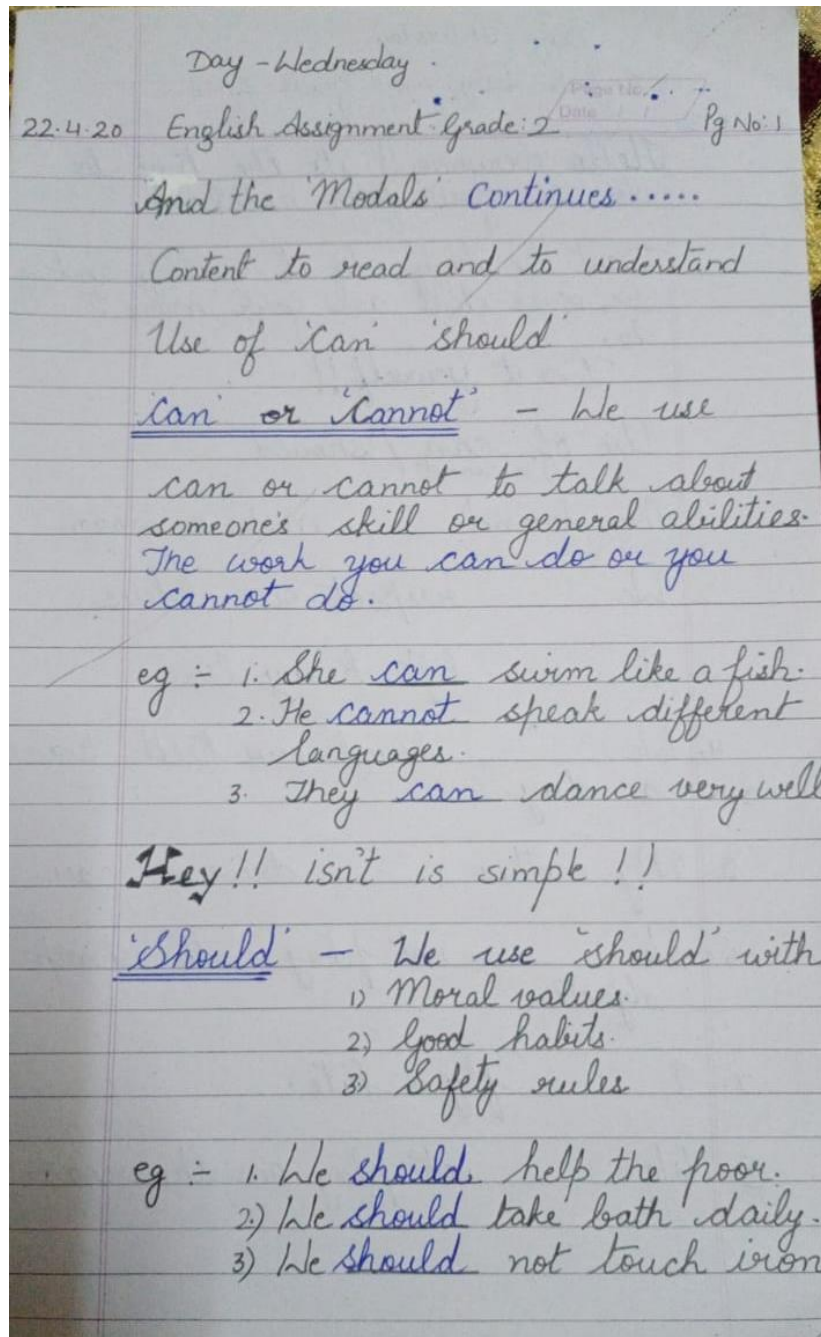 Day - Wednesday.
Page No.
Date / /
22.4.20 English Assignment Grade: 2 Pg No: 1
And the 'Modals' Continues.....
Content to read and to understand
Use of 'can' 'should'
'Can' or 'Cannot' - We use
can or cannot to talk about
someone's skill or general abilities.
The work you can do or you
cannot do.
eg ÷ 1. She can swim like a fish.
2. He cannot speak different
languages.
3. They can dance very well
Hey!! isn't is simple !!
'Should' - We use 'should' with
1) Moral values.
2) Good habits.
3) Safety rules
eg ÷ 1. We should help the poor.
2.) We should take bath daily.
3) We should not touch iron